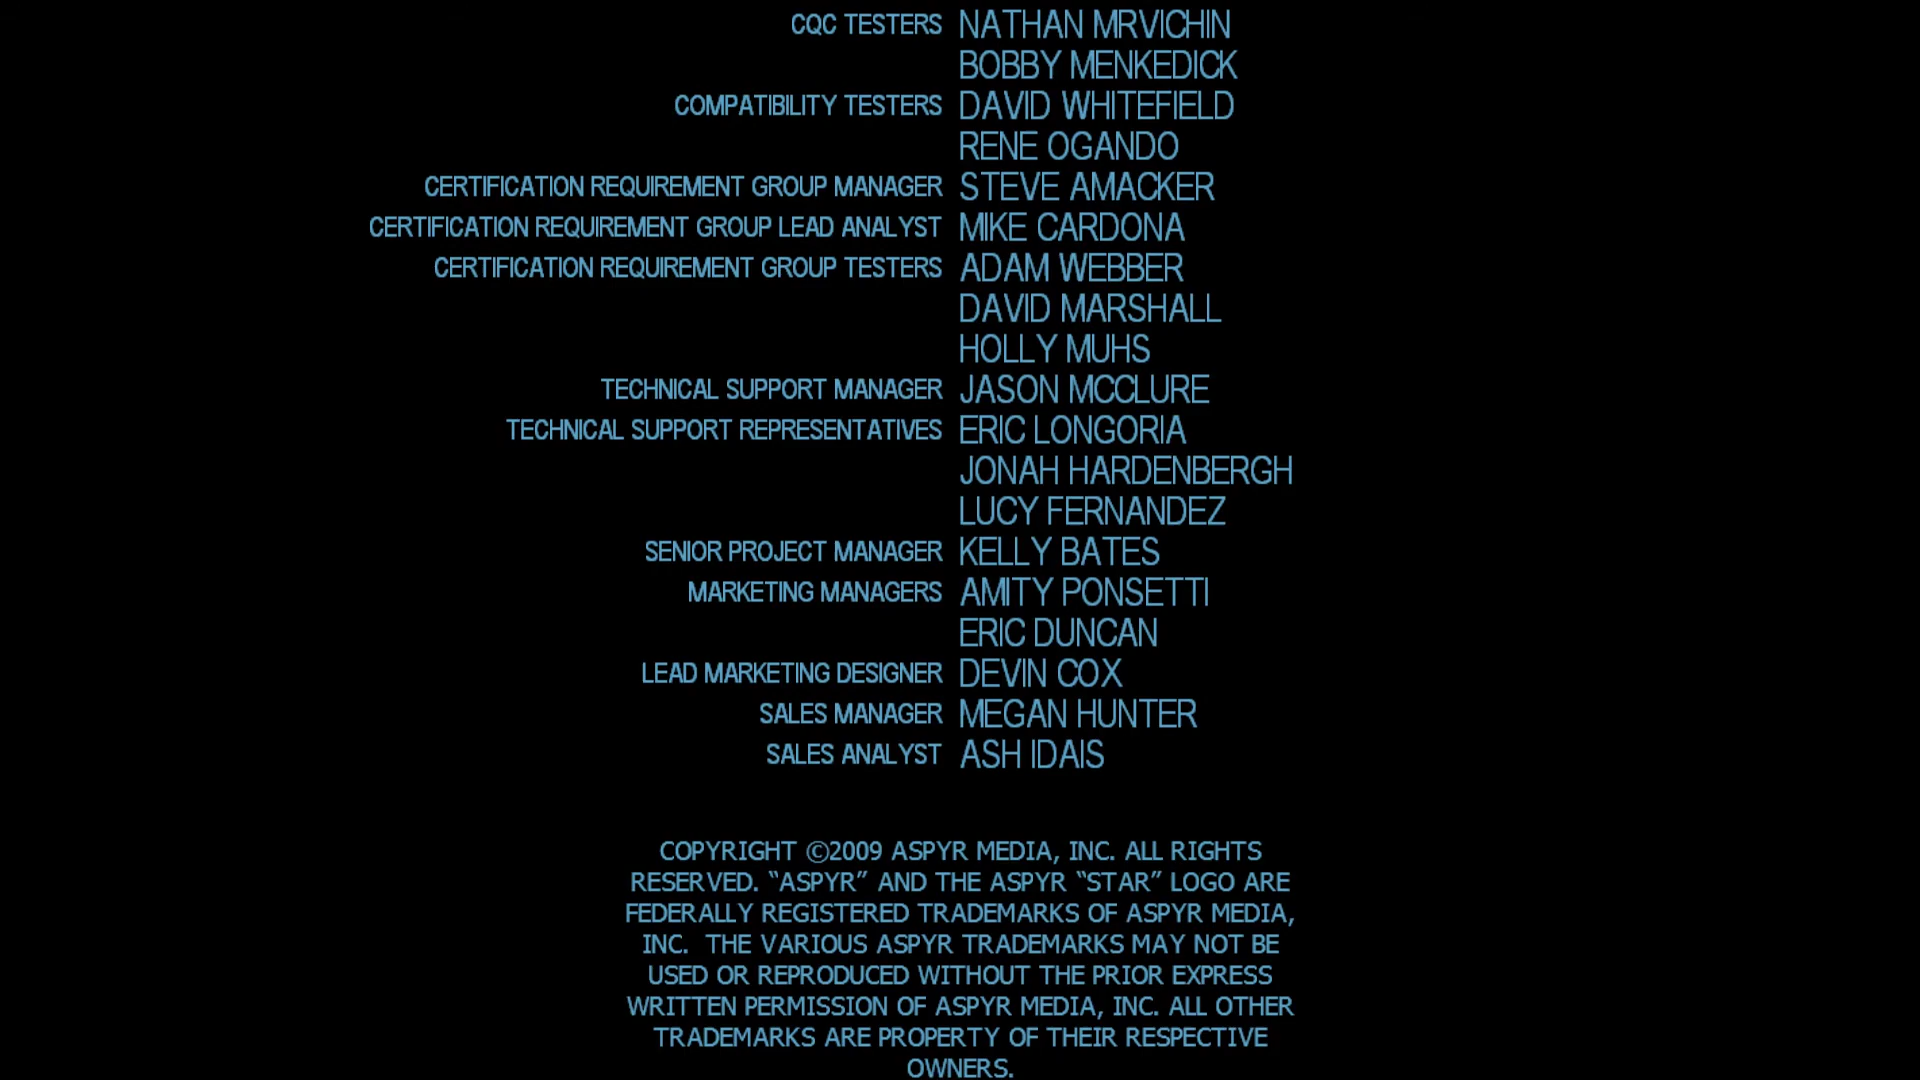 CQC TESTERS NATHAN MRVICHIN
BOBBY MENKEDICK
COMPATIBILITY TESTERS DAVID WHITEFIELD
RENE OGANDO
CERTIFICATION REQUIREMENT GROUP MANAGER STEVE AMACKER
CERTIFICATION REQUIREMENT GROUP LEAD ANALYST MIKE CARDONA
CERTIFICATION REQUIREMENT GROUP TESTERS ADAM WEBBER
DAVID MARSHALL
HOLLY MUHS
TECHNICAL SUPPORT MANAGER JASON MCCLURE
TECHNICAL SUPPORT REPRESENTATIVES ERIC LONGORIA
JONAH HARDENBERGH
LUCY FERNANDEZ
SENIOR PROJECT MANAGER KELLY BATES
MARKETING MANAGERS AMITY PONSETTI
ERIC DUNCAN
LEAD MARKETING DESIGNER DEVIN COX
SALES MANAGER MEGAN HUNTER
SALES ANALYST ASH IDAIS
COPYRIGHT ©2009 ASPYR MEDIA, INC. ALL RIGHTS
RESERVED. “ASPYR” AND THE ASPYR “STAR” LOGO ARE
FEDERALLY REGISTERED TRADEMARKS OF ASPYR MEDIA,
INC.  THE VARIOUS ASPYR TRADEMARKS MAY NOT BE
USED OR REPRODUCED WITHOUT THE PRIOR EXPRESS
WRITTEN PERMISSION OF ASPYR MEDIA, INC. ALL OTHER
TRADEMARKS ARE PROPERTY OF THEIR RESPECTIVE
OWNERS.